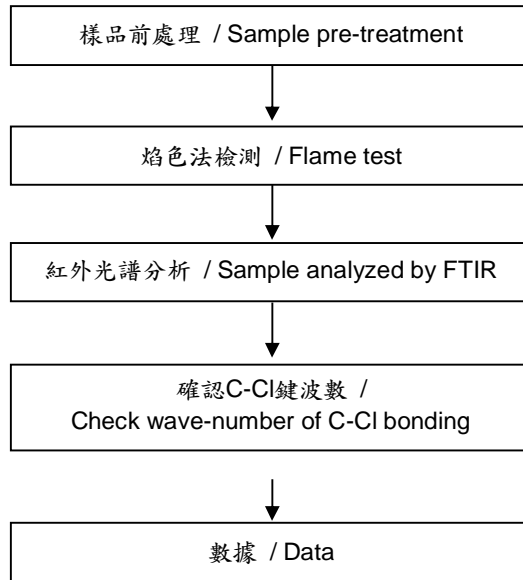 樣品前處理 / Sample pre-treatment
焰色法檢測 / Flame test
紅外光譜分析 / Sample analyzed by FTIR
確認C-Cl鍵波數 /
Check wave-number of C-Cl bonding
數據 / Data